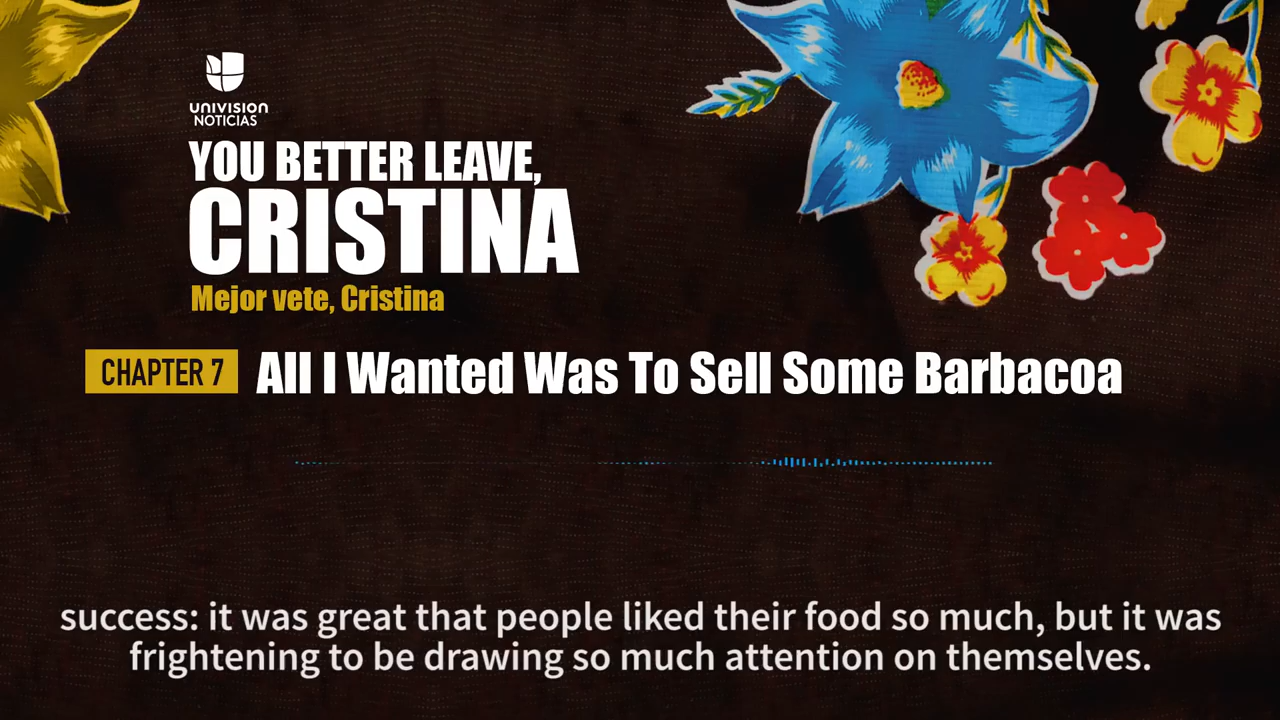 UNIVISION
NOTICIAS
YOU BETTER LEAVE,
CRISTINA
Mejor vete, Cristina
CHAPTER 7 All I Wanted Was To Sell Some Barbacoa
success: it was great that people liked their food so much, but it was
frightening to be drawing so much attention on themselves.